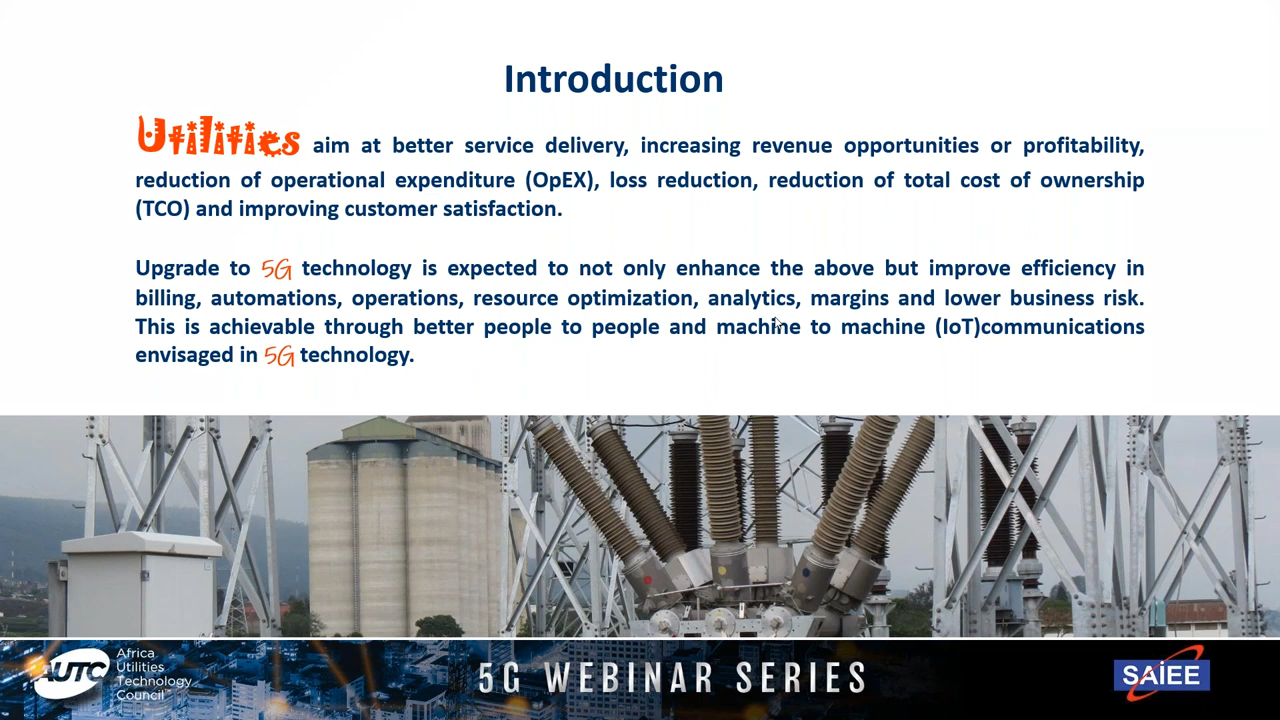 Introduction
Utilities aim at better service delivery, increasing revenue opportunities or profitability,
reduction of operational expenditure (OpEX), loss reduction, reduction of total cost of ownership
(TCO) and improving customer satisfaction.
Upgrade to 5G technology is expected to not only enhance the above but improve efficiency in
billing, automations, operations, resource optimization, analytics, margins and lower business risk.
This is achievable through better people to people and machine to machine (IoT)communications
envisaged in 5G technology.
AUTC
Africa
Utilities
Technology
Council
5G WEBINAR SERIES
SAIEE